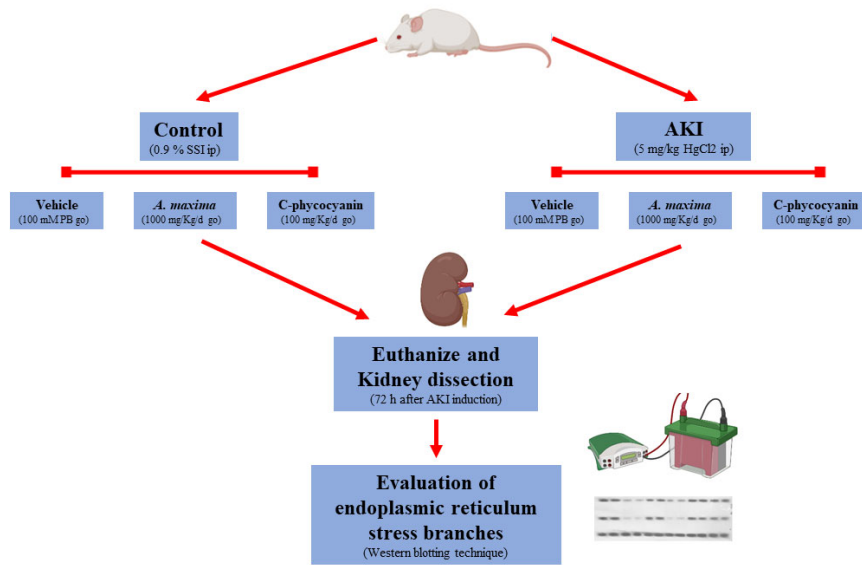 Control
(0.9 % SSI ip)
AKI
(5 mg/kg HgCl2 ip)
Vehicle
(100 mM PB go)
A. maxima
(1000 mg/Kg/d go)
C-phycocyanin
(100 mg/Kg/d go)
Vehicle
(100 mM PB go)
A. maxima
(1000 mg/Kg/d go)
C-phycocyanin
(100 mg/Kg/d go)
Euthanize and
Kidney dissection
(72 h after AKI induction)
Evaluation of
endoplasmic reticulum
stress branches
(Western blotting technique)